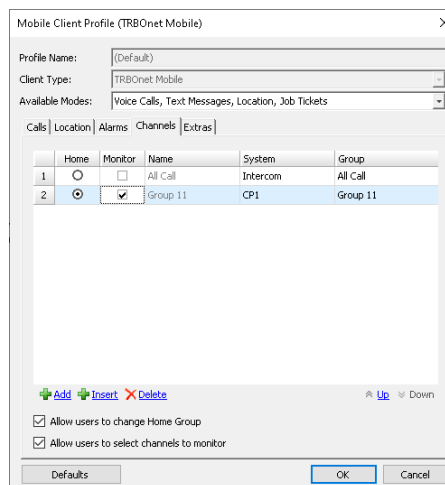 Mobile Client Profile (TRBOnet Mobile)
Profile Name: (Default)
Client Type: TRBOnet Mobile
Available Modes: Voice Calls, Text Messages, Location, Job Tickets
Calls Location Alarms Channels Extras
Home Monitor Name System Group
1 All Call Intercom All Call
2 Group 11 CP1 Group 11
Add Insert Delete Up Down
Allow users to change Home Group
Allow users to select channels to monitor
Defaults OK Cancel